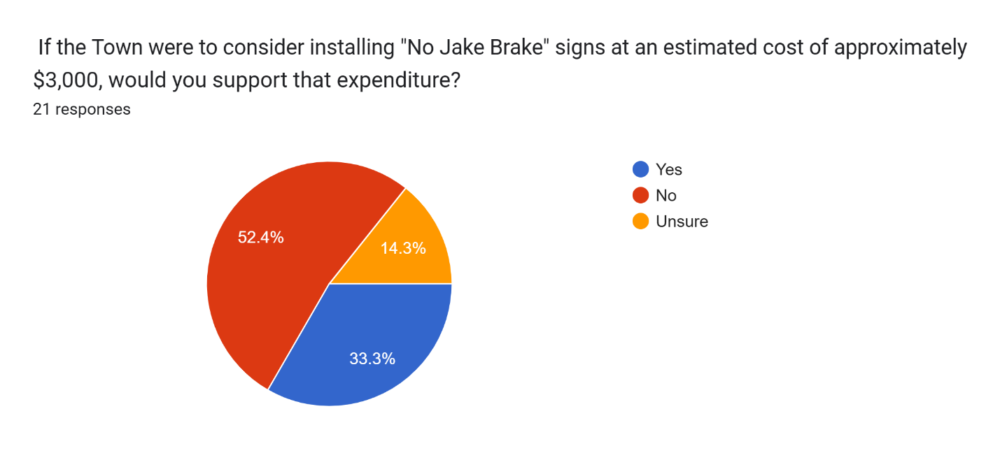 If the Town were to consider installing "No Jake Brake" signs at an estimated cost of approximately
$3,000, would you support that expenditure?
21 responses
Yes
No
Unsure
52.4%
14.3%
33.3%